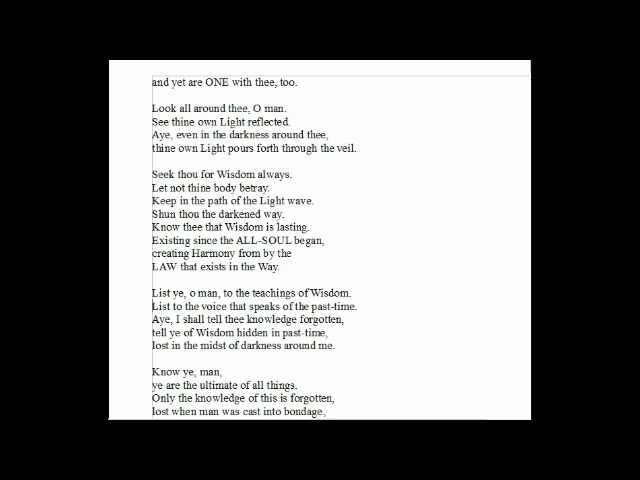 and yet are ONE with thee, too.
Look all around thee, O man.
See thine own Light reflected.
Aye, even in the darkness around thee,
thine own Light pours forth through the veil.
Seek thou for Wisdom always.
Let not thine body betray.
Keep in the path of the Light wave.
Shun thou the darkened way.
Know thee that Wisdom is lasting.
Existing since the ALL-SOUL began,
creating Harmony from by the
LAW that exists in the Way.
List ye, o man, to the teachings of Wisdom.
List to the voice that speaks of the past-time.
Aye, I shall tell thee knowledge forgotten,
tell ye of Wisdom hidden in past-time,
lost in the midst of darkness around me.
Know ye, man,
ye are the ultimate of all things.
Only the knowledge of this is forgotten,
lost when man was cast into bondage,